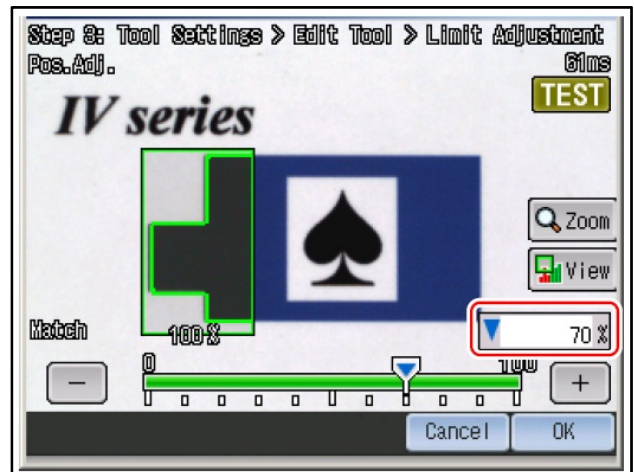 Step 3: Tool Settings > Edit Tool > Limit Adjustment
Pos.Adj.
61ms
TEST
IV series
Zoom
View
Match
100%
70 %
0
100
−
+
Cancel
OK